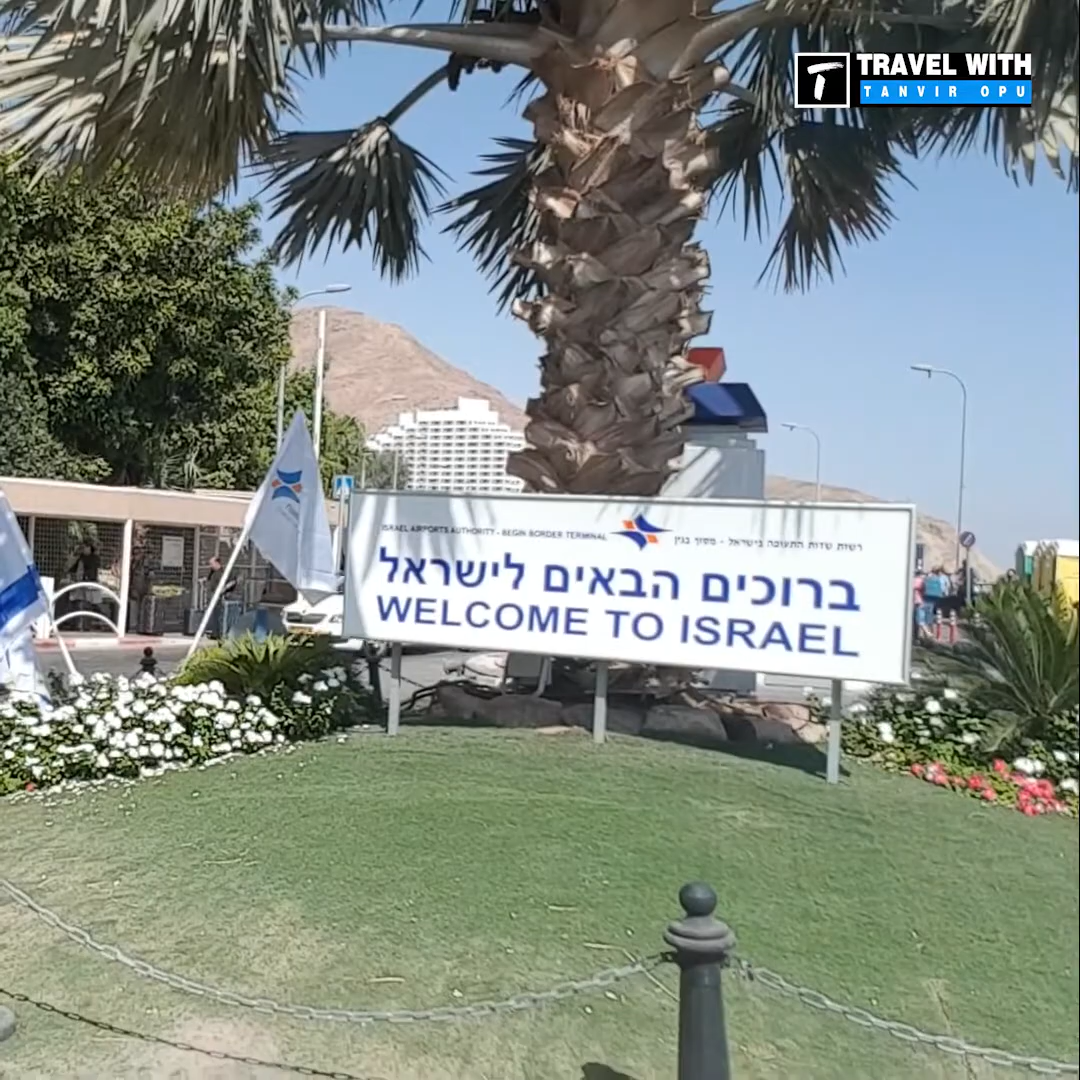 TRAVEL WITH
TANVIR OPU
ISRAEL AIRPORTS AUTHORITY - BEGIN BORDER TERMINAL
רשות שדות התעופה בישראל - מסוף בגין
ברוכים הבאים לישראל
WELCOME TO ISRAEL